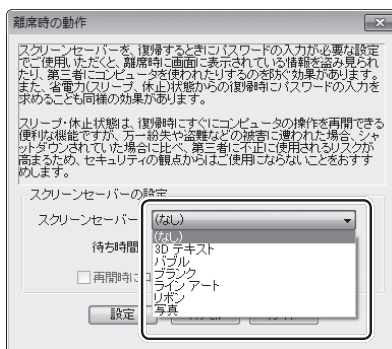 離席時の動作
スクリーンセーバーを、復帰するときにパスワードの入力が必要な設定
でご使用いただくと、離席時に画面に表示されている情報を盗み見られ
たり、第三者にコンピュータを使われたりするのを防ぐ効果があります。
また、省電力(スリープ、休止)状態からの復帰時にパスワードの入力を
求めることも同様の効果があります。
スリープ・休止状態は、復帰時にすぐにコンピュータの操作を再開できる
便利な機能ですが、万一紛失や盗難などの被害に遭われた場合、シャ
ットダウンされていた場合に比べ、第三者に不正に使用されるリスクが
高まるため、セキュリティの観点からはご使用にならないことをおすす
めします。
スクリーンセーバーの設定
スクリーンセーバー (なし)
(なし)
待ち時間 3D テキスト
バブル
ブランク
再開時に
ライン アート
リボン
写真
設定